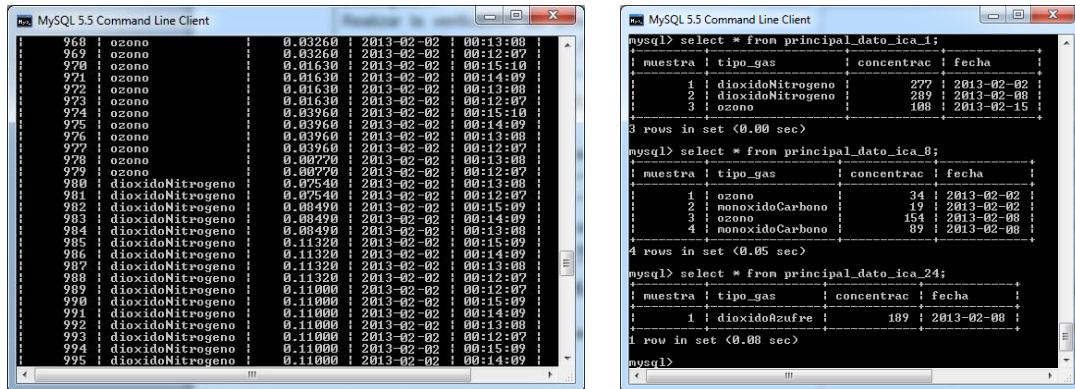 MySQL 5.5 Command Line Client
968 | ozono | 0.03260 | 2013-02-02 | 00:13:08 |
969 | ozono | 0.03260 | 2013-02-02 | 00:12:07 |
970 | ozono | 0.01630 | 2013-02-02 | 00:15:10 |
971 | ozono | 0.01630 | 2013-02-02 | 00:14:09 |
972 | ozono | 0.01630 | 2013-02-02 | 00:13:08 |
973 | ozono | 0.01630 | 2013-02-02 | 00:12:07 |
974 | ozono | 0.03960 | 2013-02-02 | 00:15:10 |
975 | ozono | 0.03960 | 2013-02-02 | 00:14:09 |
976 | ozono | 0.03960 | 2013-02-02 | 00:13:08 |
977 | ozono | 0.03960 | 2013-02-02 | 00:12:07 |
978 | ozono | 0.00770 | 2013-02-02 | 00:13:08 |
979 | ozono | 0.00770 | 2013-02-02 | 00:12:07 |
980 | dioxidoNitrogeno | 0.07540 | 2013-02-02 | 00:13:08 |
981 | dioxidoNitrogeno | 0.07540 | 2013-02-02 | 00:12:07 |
982 | dioxidoNitrogeno | 0.08490 | 2013-02-02 | 00:15:09 |
983 | dioxidoNitrogeno | 0.08490 | 2013-02-02 | 00:14:09 |
984 | dioxidoNitrogeno | 0.08490 | 2013-02-02 | 00:13:08 |
985 | dioxidoNitrogeno | 0.11320 | 2013-02-02 | 00:15:09 |
986 | dioxidoNitrogeno | 0.11320 | 2013-02-02 | 00:14:09 |
987 | dioxidoNitrogeno | 0.11320 | 2013-02-02 | 00:13:08 |
988 | dioxidoNitrogeno | 0.11320 | 2013-02-02 | 00:12:07 |
989 | dioxidoNitrogeno | 0.11000 | 2013-02-02 | 00:12:07 |
990 | dioxidoNitrogeno | 0.11000 | 2013-02-02 | 00:15:09 |
991 | dioxidoNitrogeno | 0.11000 | 2013-02-02 | 00:14:09 |
992 | dioxidoNitrogeno | 0.11000 | 2013-02-02 | 00:13:08 |
993 | dioxidoNitrogeno | 0.11000 | 2013-02-02 | 00:12:07 |
994 | dioxidoNitrogeno | 0.11000 | 2013-02-02 | 00:15:09 |
995 | dioxidoNitrogeno | 0.11000 | 2013-02-02 | 00:14:09 |
MySQL 5.5 Command Line Client
mysql> select * from principal_dato_ica_1;
| muestra | tipo_gas | concentrac | fecha |
| 1 | dioxidoNitrogeno | 277 | 2013-02-02 |
| 2 | dioxidoNitrogeno | 289 | 2013-02-08 |
| 3 | ozono | 108 | 2013-02-15 |
3 rows in set (0.00 sec)
mysql> select * from principal_dato_ica_8;
| muestra | tipo_gas | concentrac | fecha |
| 1 | ozono | 34 | 2013-02-02 |
| 2 | monoxidoCarbono | 19 | 2013-02-02 |
| 3 | ozono | 154 | 2013-02-08 |
| 4 | monoxidoCarbono | 89 | 2013-02-08 |
4 rows in set (0.05 sec)
mysql> select * from principal_dato_ica_24;
| muestra | tipo_gas | concentrac | fecha |
| 1 | dioxidoAzufre | 189 | 2013-02-08 |
1 row in set (0.08 sec)
mysql>